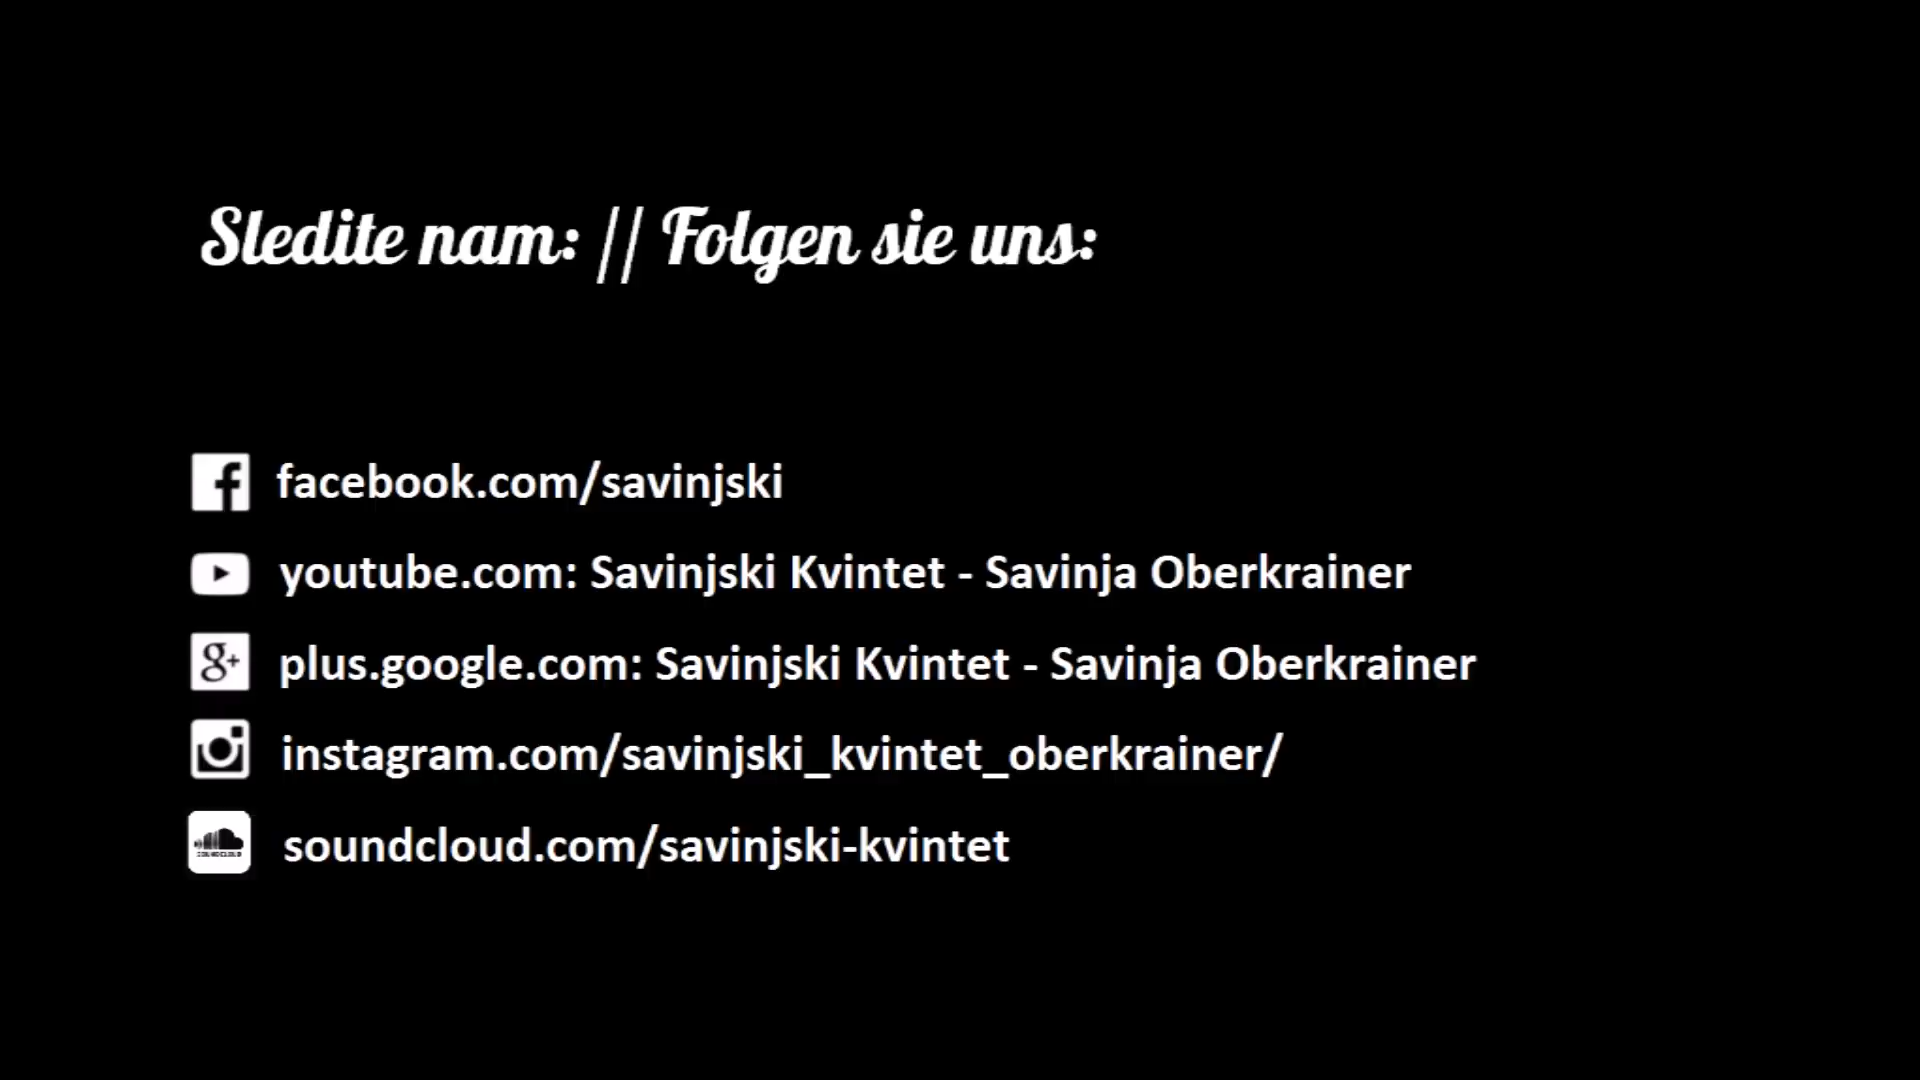 Sledite nam: // Folgen sie uns:
facebook.com/savinjski
youtube.com: Savinjski Kvintet - Savinja Oberkrainer
plus.google.com: Savinjski Kvintet - Savinja Oberkrainer
instagram.com/savinjski_kvintet_oberkrainer/
soundcloud.com/savinjski-kvintet